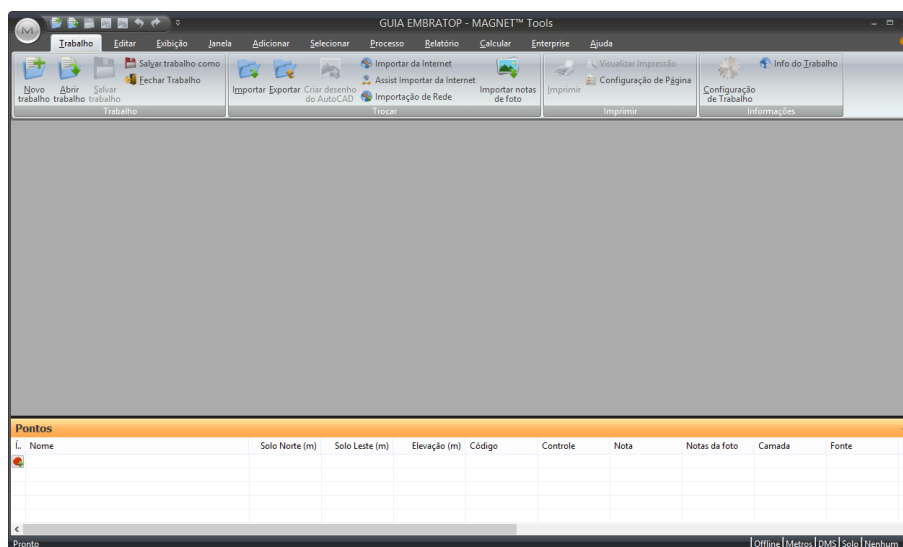 GUIA EMBRATOP - MAGNET™ Tools
Trabalho Editar Exibição Janela Adicionar Selecionar Processo Relatório Calcular Enterprise Ajuda
Novo trabalho
Abrir trabalho
Salvar trabalho
Salvar trabalho como
Fechar Trabalho
Trabalho
Importar
Exportar
Criar desenho do AutoCAD
Importar da Internet
Assist Importar da Internet
Importação de Rede
Importar notas de foto
Trocar
Imprimir
Visualizar Impressão
Configuração de Página
Imprimir
Configuração de Trabalho
Info do Trabalho
Informações
Pontos
Í.. Nome Solo Norte (m) Solo Leste (m) Elevação (m) Código Controle Nota Notas da foto Camada Fonte
Pronto
Offline Metros DMS Solo Nenhum